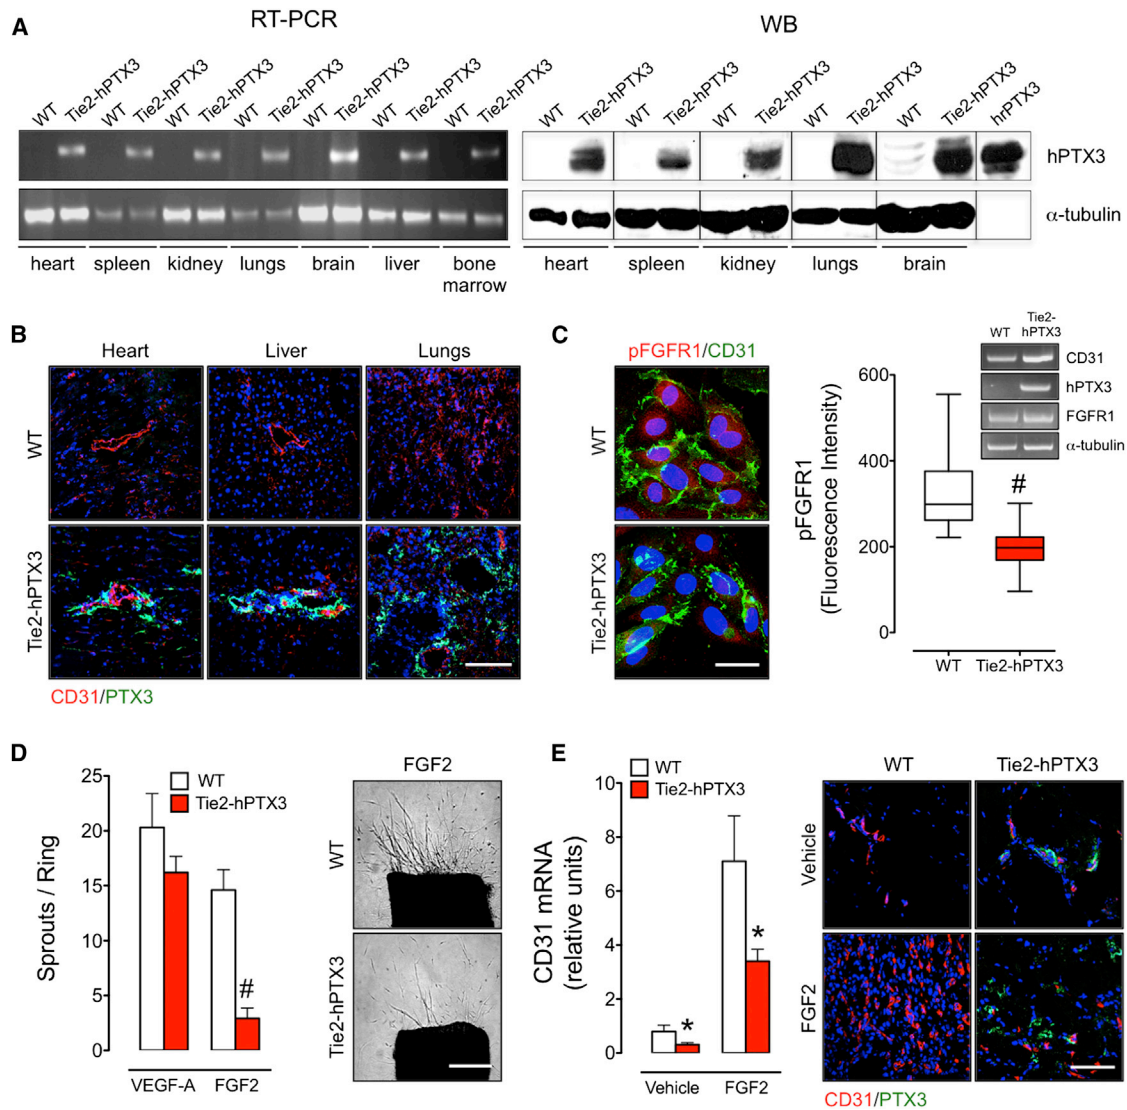 A
RT-PCR
WB
WT Tie2-hPTX3 WT Tie2-hPTX3 WT Tie2-hPTX3 WT Tie2-hPTX3 WT Tie2-hPTX3 WT Tie2-hPTX3 WT Tie2-hPTX3
WT Tie2-hPTX3 WT Tie2-hPTX3 WT Tie2-hPTX3 WT Tie2-hPTX3 WT Tie2-hPTX3 hrPTX3
hPTX3
α-tubulin
heart spleen kidney lungs brain liver bone
marrow
heart spleen kidney lungs brain
B
Heart Liver Lungs
WT
Tie2-hPTX3
CD31/PTX3
C
pFGFR1/CD31
WT
Tie2-hPTX3
WT Tie2-
hPTX3
CD31
hPTX3
FGFR1
α-tubulin
pFGFR1
(Fluorescence Intensity)
600
400
200
0
#
WT Tie2-hPTX3
D
Sprouts / Ring
25
20
15
10
5
0
WT
Tie2-hPTX3
#
VEGF-A FGF2
FGF2
WT
Tie2-hPTX3
E
CD31 mRNA
(relative units)
10
8
6
4
2
0
WT
Tie2-hPTX3
*
*
Vehicle FGF2
WT Tie2-hPTX3
Vehicle
FGF2
CD31/PTX3